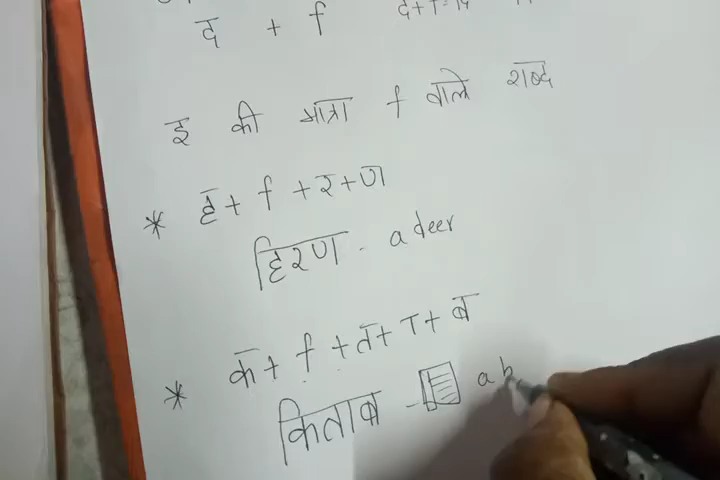 द + ि
इ की मात्रा ि वाले शब्द
* ह + ि + र + ण
हिरण - a deer
* क + ि + त + ा + ब
किताब - a b